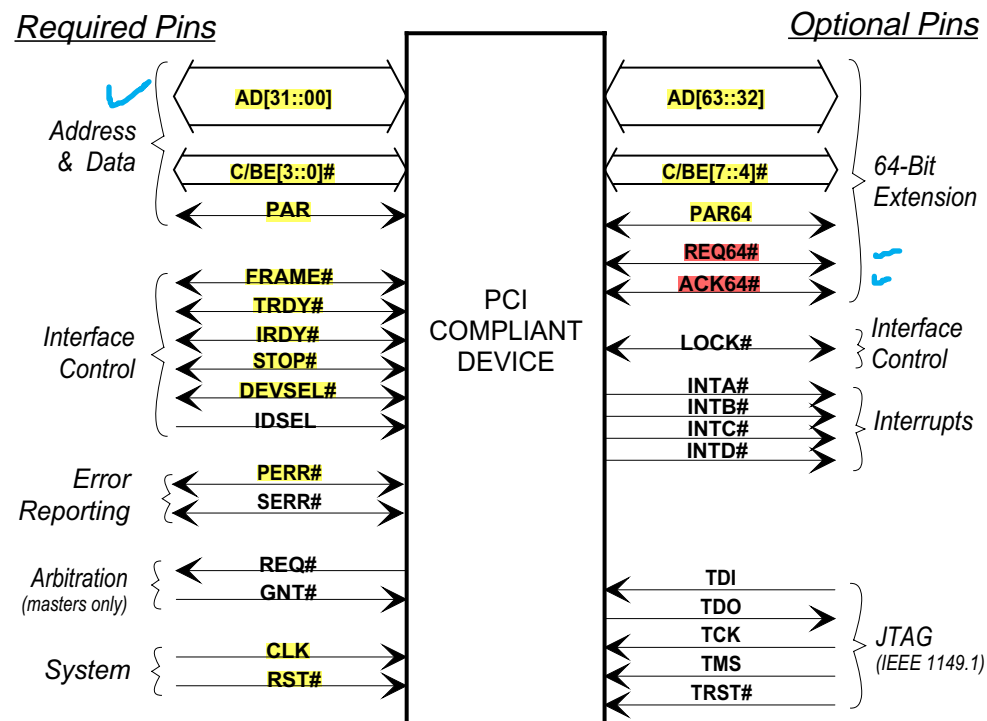 Required Pins
Optional Pins
AD[31::00]
Address
& Data
C/BE[3::0]#
PAR
FRAME#
TRDY#
IRDY#
Interface
Control
STOP#
DEVSEL#
IDSEL
PERR#
Error
Reporting
SERR#
REQ#
Arbitration
(masters only)
GNT#
CLK
System
RST#
PCI
COMPLIANT
DEVICE
AD[63::32]
C/BE[7::4]#
64-Bit
Extension
PAR64
REQ64#
ACK64#
LOCK#
Interface
Control
INTA#
INTB#
INTC#
INTD#
Interrupts
TDI
TDO
TCK
TMS
TRST#
JTAG
(IEEE 1149.1)